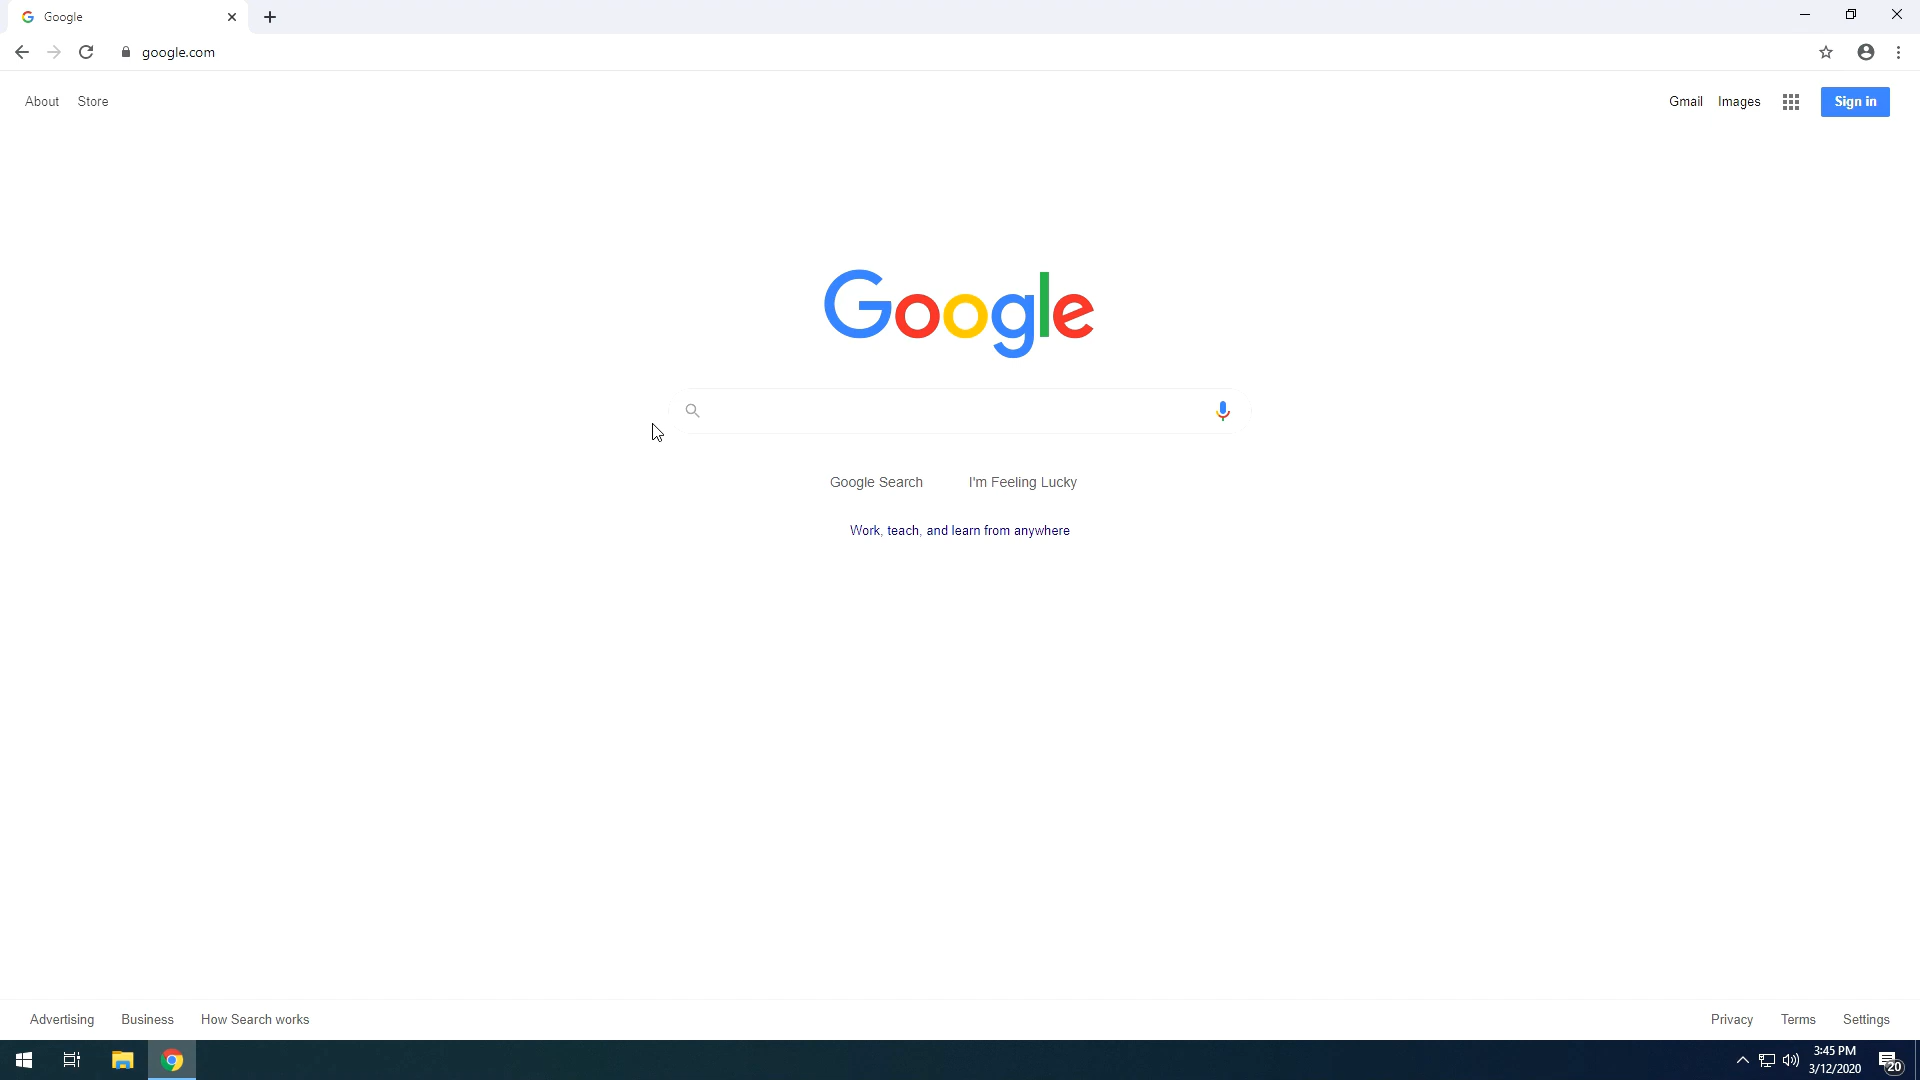 Google
google.com
About Store
Gmail Images Sign in
Google
Google Search I'm Feeling Lucky
Work, teach, and learn from anywhere
Advertising Business How Search works
Privacy Terms Settings
3:45 PM
3/12/2020
20